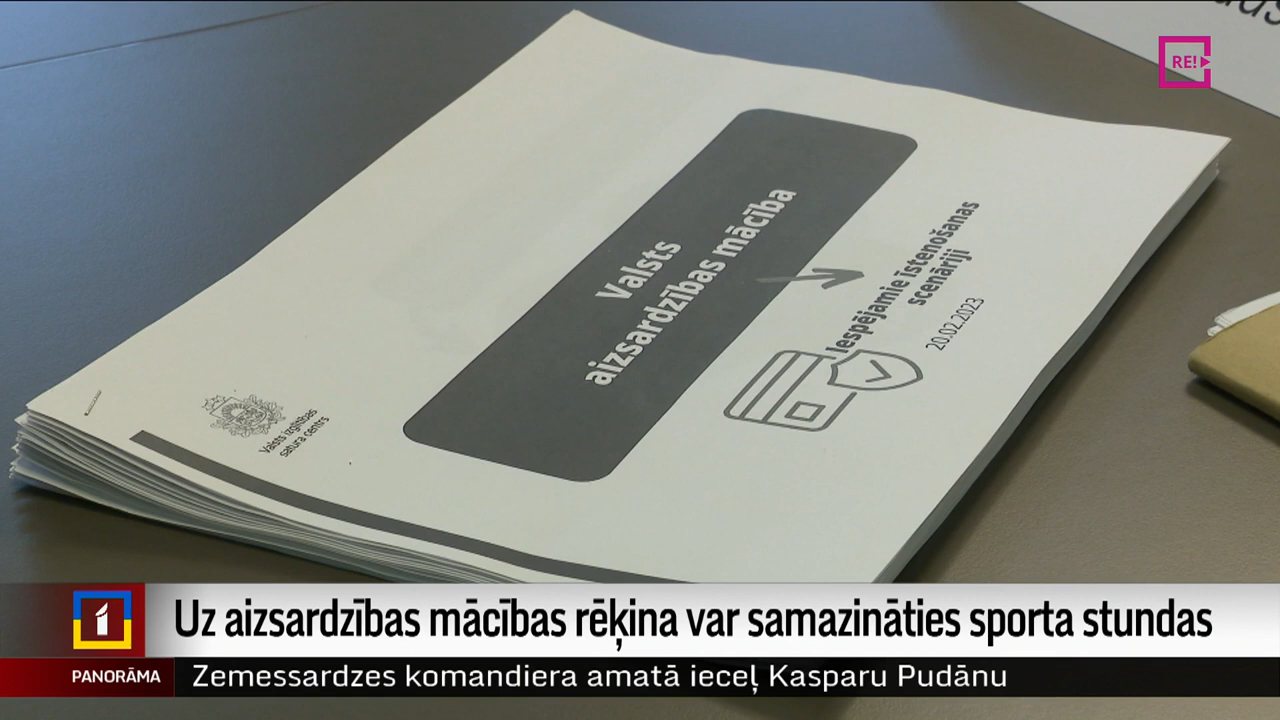 RE!
Valsts
aizsardzības mācība
Iespējamie īstenošanas
scenāriji
20.02.2023
Valsts izglītības
satura centrs
1
Uz aizsardzības mācības rēķina var samazināties sporta stundas
PANORĀMA
Zemessardzes komandiera amatā ieceļ Kasparu Pudānu